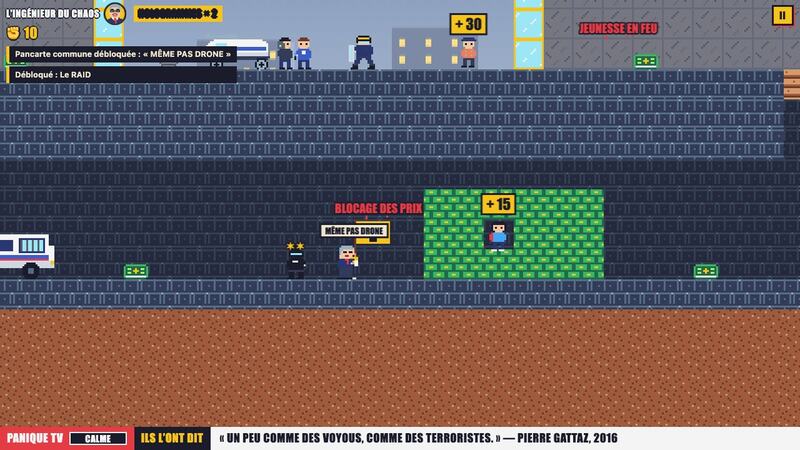 L'INGÉNIEUR DU CHAOS
10
Pancarte commune débloquée : « MÊME PAS DRONE »
Débloqué : Le RAID
+ 30
JEUNESSE EN FEU
BLOCAGE DES PRIX
MÊME PAS DRONE
+ 15
PANIQUE TV
CALME
ILS L'ONT DIT
« UN PEU COMME DES VOYOUS, COMME DES TERRORISTES. » — PIERRE GATTAZ, 2016